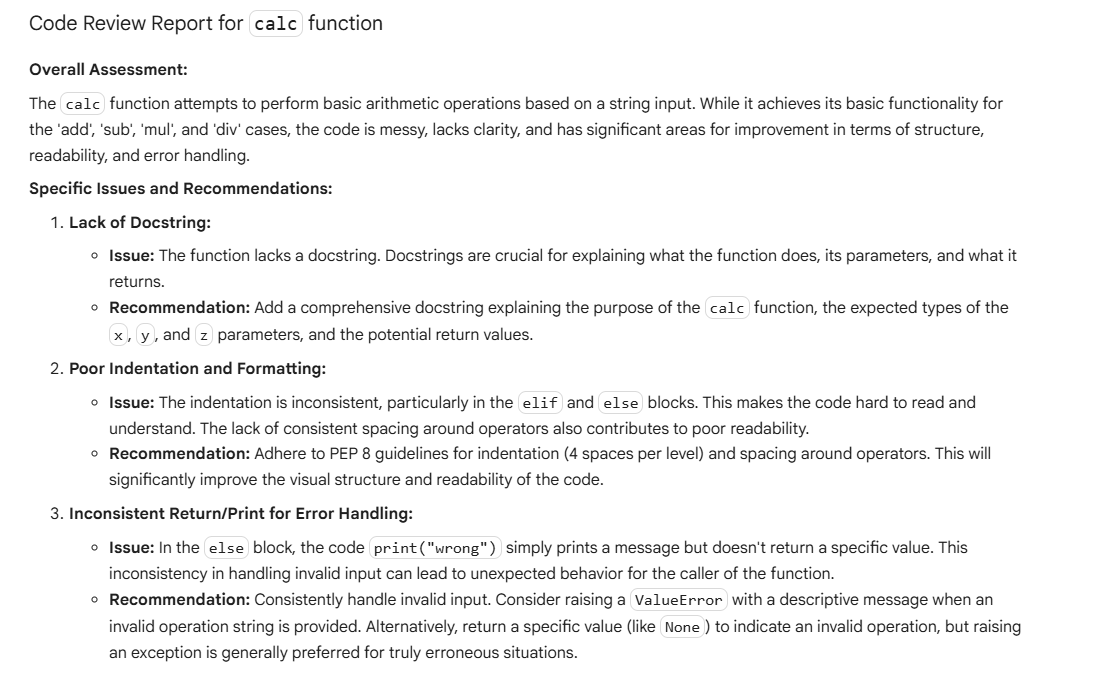 Code Review Report for calc function
Overall Assessment:
The calc function attempts to perform basic arithmetic operations based on a string input. While it achieves its basic functionality for
the 'add', 'sub', 'mul', and 'div' cases, the code is messy, lacks clarity, and has significant areas for improvement in terms of structure,
readability, and error handling.
Specific Issues and Recommendations:
1. Lack of Docstring:
◦ Issue: The function lacks a docstring. Docstrings are crucial for explaining what the function does, its parameters, and what it
returns.
◦ Recommendation: Add a comprehensive docstring explaining the purpose of the calc function, the expected types of the
x, y, and z parameters, and the potential return values.
2. Poor Indentation and Formatting:
◦ Issue: The indentation is inconsistent, particularly in the elif and else blocks. This makes the code hard to read and
understand. The lack of consistent spacing around operators also contributes to poor readability.
◦ Recommendation: Adhere to PEP 8 guidelines for indentation (4 spaces per level) and spacing around operators. This will
significantly improve the visual structure and readability of the code.
3. Inconsistent Return/Print for Error Handling:
◦ Issue: In the else block, the code print("wrong") simply prints a message but doesn't return a specific value. This
inconsistency in handling invalid input can lead to unexpected behavior for the caller of the function.
◦ Recommendation: Consistently handle invalid input. Consider raising a ValueError with a descriptive message when an
invalid operation string is provided. Alternatively, return a specific value (like None) to indicate an invalid operation, but raising
an exception is generally preferred for truly erroneous situations.